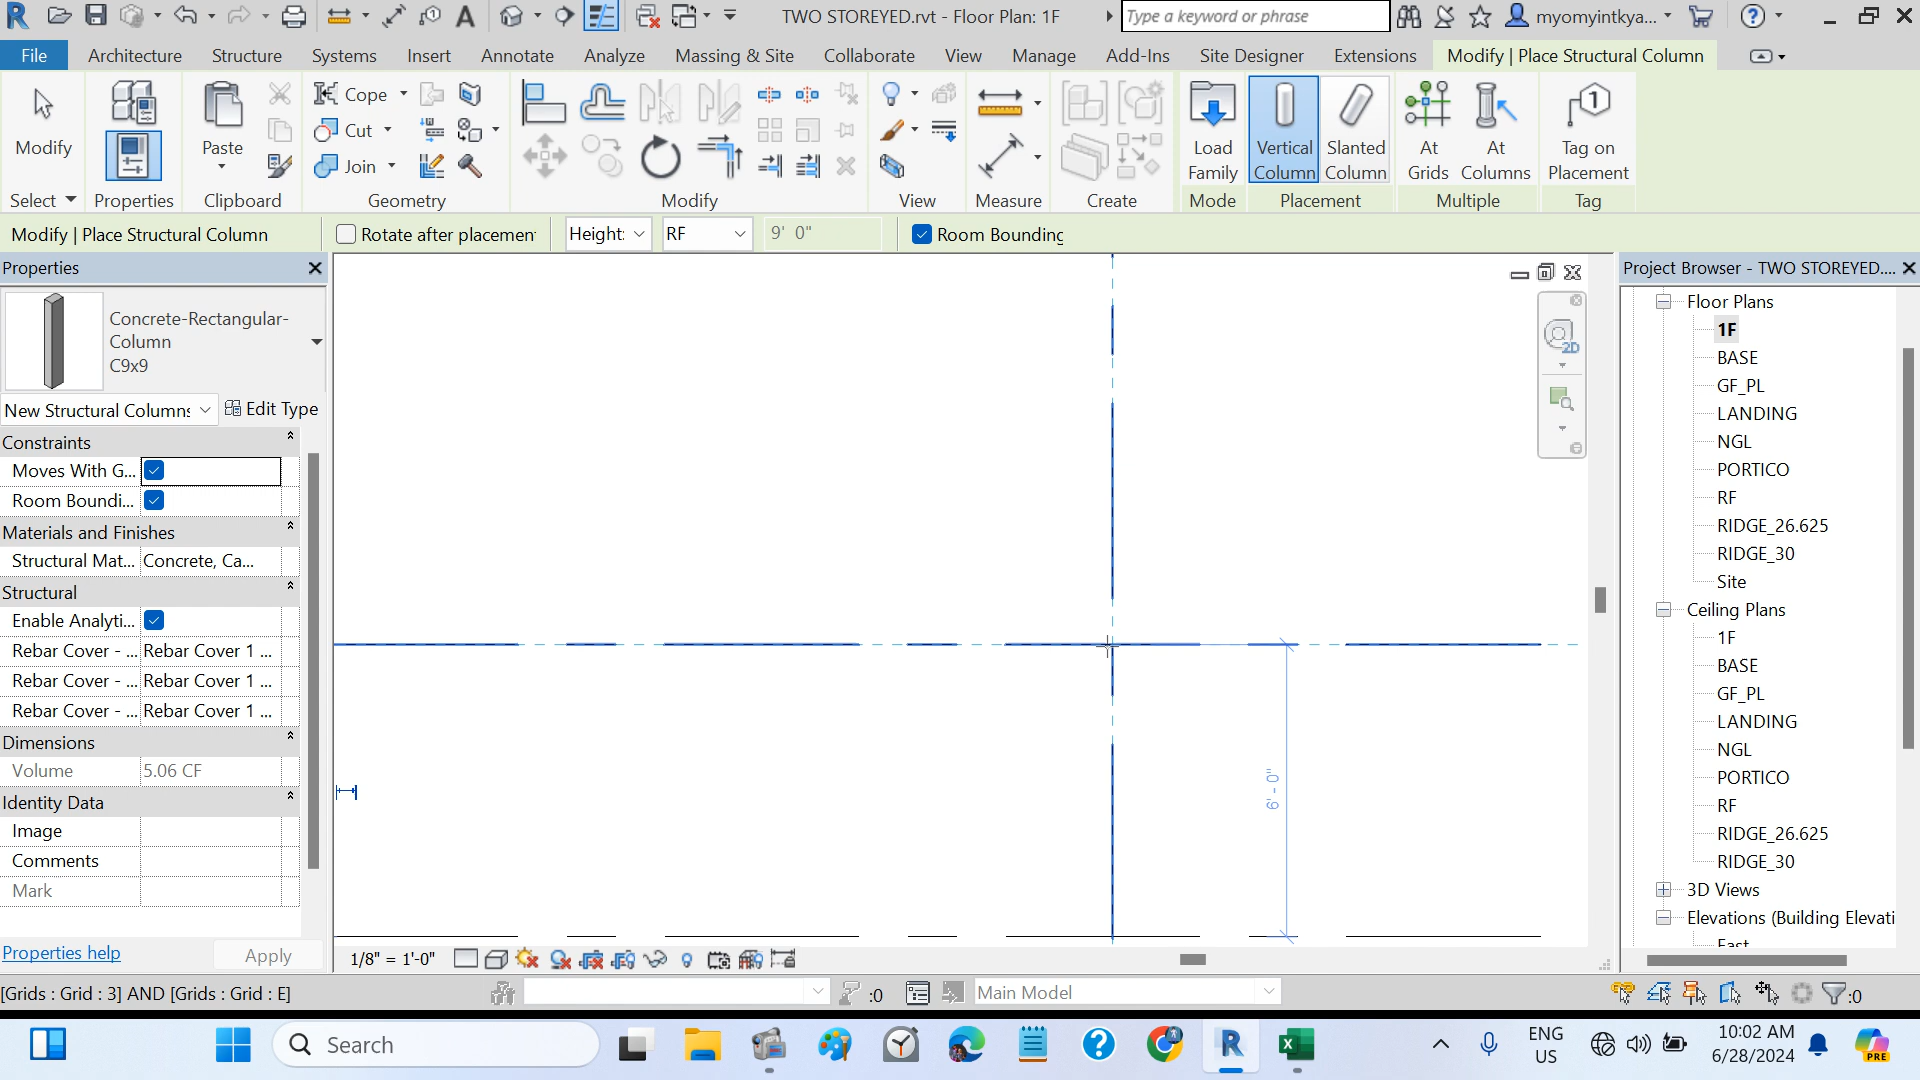 TWO STOREYED.rvt - Floor Plan: 1F
Type a keyword or phrase
myomyintkya...
File
Architecture
Structure
Systems
Insert
Annotate
Analyze
Massing & Site
Collaborate
View
Manage
Add-Ins
Site Designer
Extensions
Modify | Place Structural Column
Modify
Select
Properties
Paste
Clipboard
Cope
Cut
Join
Geometry
Modify
View
Measure
Create
Load
Family
Mode
Vertical
Column
Slanted
Column
Placement
At
Grids
At
Columns
Multiple
Tag on
Placement
Tag
Modify | Place Structural Column
Rotate after placement
Height:
RF
9' 0"
Room Bounding
Properties
Concrete-Rectangular-
Column
C9x9
New Structural Columns
Edit Type
Constraints
Moves With G...
Room Boundi...
Materials and Finishes
Structural Mat... Concrete, Ca...
Structural
Enable Analyti...
Rebar Cover - ... Rebar Cover 1 ...
Rebar Cover - ... Rebar Cover 1 ...
Rebar Cover - ... Rebar Cover 1 ...
Dimensions
Volume 5.06 CF
Identity Data
Image
Comments
Mark
Properties help
Apply
2D
6' - 0"
1/8" = 1'-0"
Project Browser - TWO STOREYED....
Floor Plans
1F
BASE
GF_PL
LANDING
NGL
PORTICO
RF
RIDGE_26.625
RIDGE_30
Site
Ceiling Plans
1F
BASE
GF_PL
LANDING
NGL
PORTICO
RF
RIDGE_26.625
RIDGE_30
3D Views
Elevations (Building Elevati
East
[Grids : Grid : 3] AND [Grids : Grid : E]
:0
Main Model
:0
Search
ENG
US
10:02 AM
6/28/2024
PRE